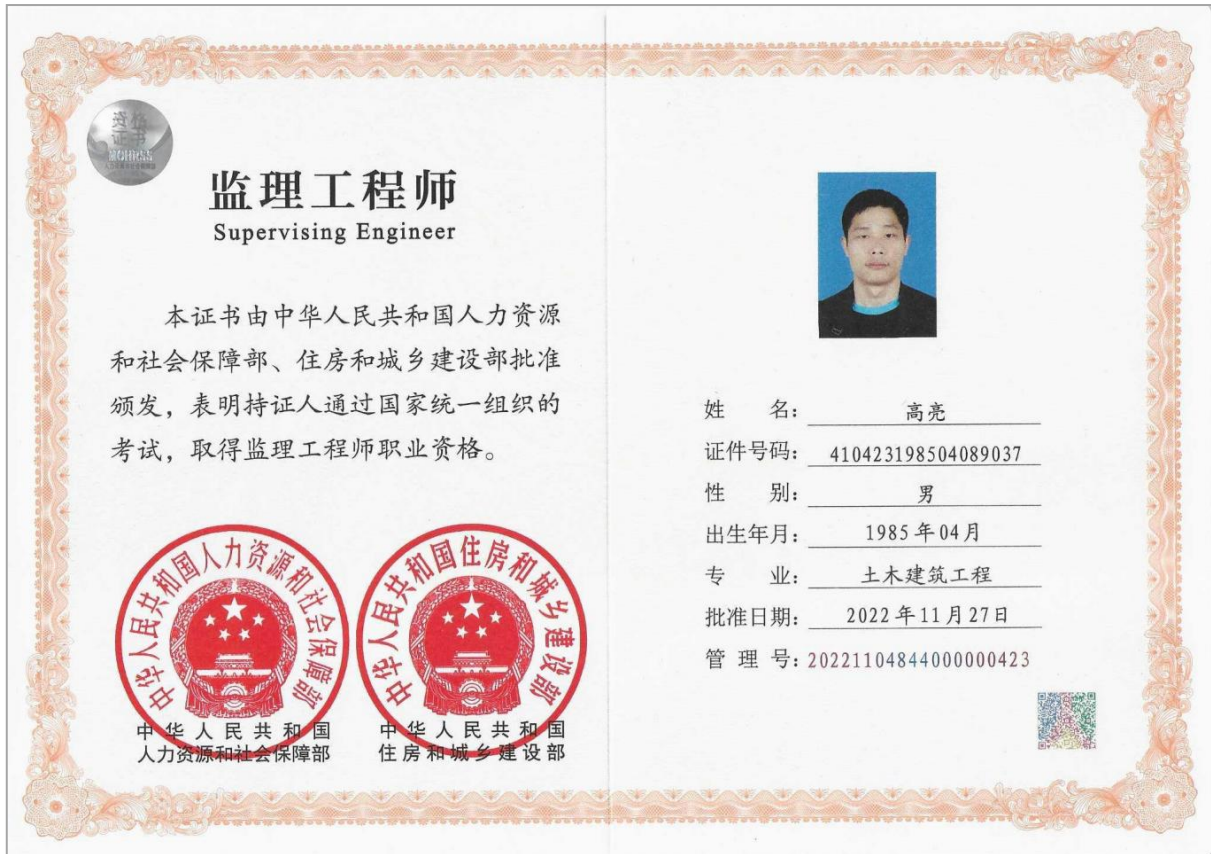 资格
证书
MOHRSS
监理工程师
Supervising Engineer
本证书由中华人民共和国人力资源
和社会保障部、住房和城乡建设部批准
颁发，表明持证人通过国家统一组织的
考试，取得监理工程师职业资格。
中华人民共和国人力资源和社会保障部
中华人民共和国住房和城乡建设部
中华人民共和国
人力资源和社会保障部
中华人民共和国
住房和城乡建设部
姓 名：高亮
证件号码：410423198504089037
性 别：男
出生年月：1985年04月
专 业：土木建筑工程
批准日期：2022年11月27日
管 理 号：20221104844000000423